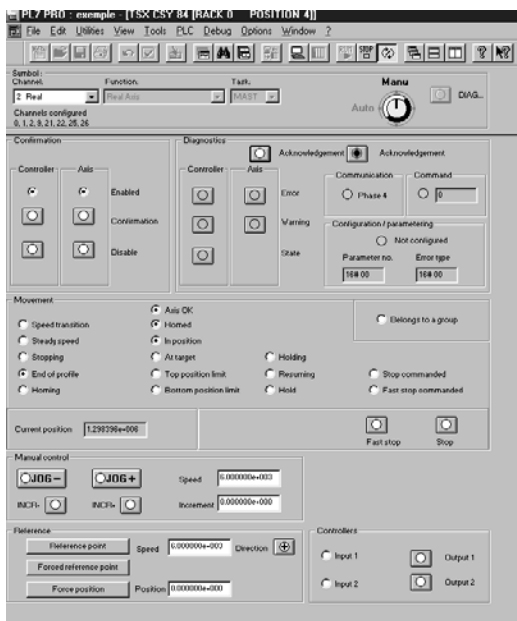 PL7 PRO : exemple - [TSX CSY 84 [RACK 0 POSITION 4]]
File Edit Utilities View Tools PLC Debug Options Window ?
STOP
Symbol:
Channel: Function: Task: Manu
2 Real Real Axis MAST Auto DIAG...
Channels configured
0, 1, 2, 9, 21, 22, 25, 26
Confirmation
Controller Axis
Enabled
Confirmation
Disable
Diagnostics
Acknowledgement Acknowledgement
Controller Axis
Error
Warning
State
Communication Command
Phase 4 0
Configuration / parametering
Not configured
Parameter no. Error type
16# 00 16# 00
Movement
Axis OK
Speed transition Homed Belongs to a group
Steady speed In position
Stopping At target Holding
End of profile Top position limit Resuming Stop commanded
Homing Bottom position limit Hold Fast stop commanded
Current position 1.298396e+006
Fast stop Stop
Manual control
JOG - JOG + Speed 6.000000e+003
INCR- INCR+ Increment 0.000000e+000
Reference
Reference point Speed 6.000000e+003 Direction
Forced reference point
Force position Position 0.000000e+000
Controllers
Input 1 Output 1
Input 2 Output 2